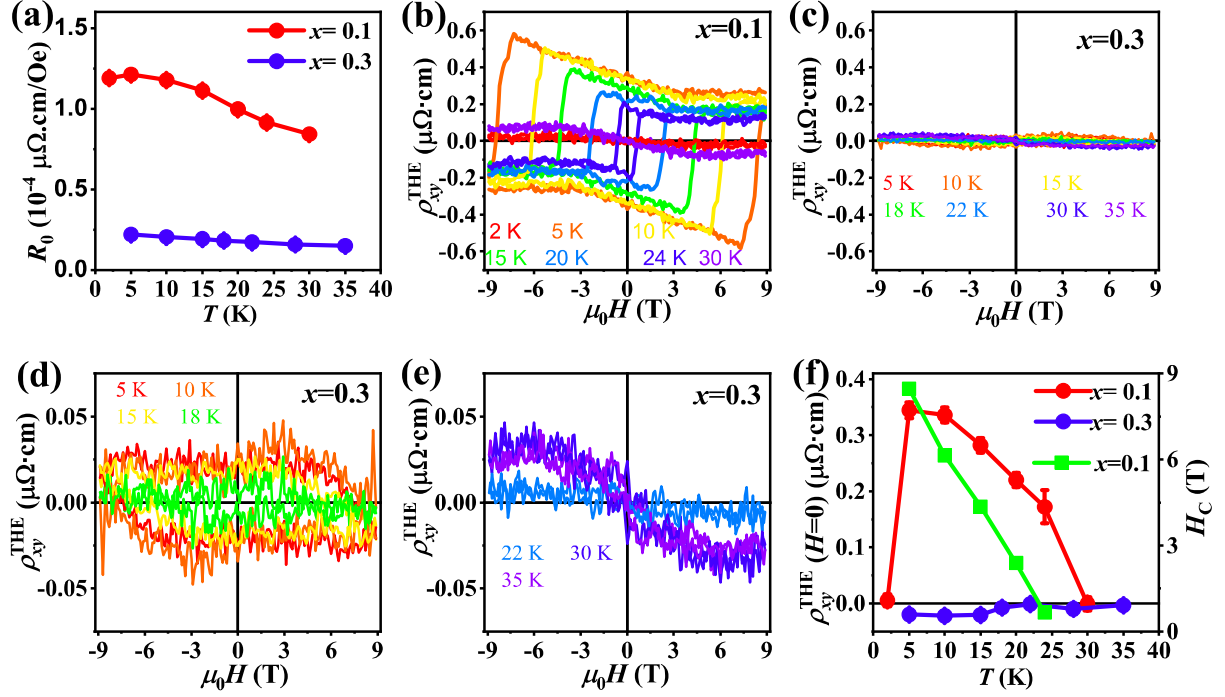 (a)
x= 0.1
x= 0.3
R0 (10-4 μΩ.cm/Oe)
1.5
1.0
0.5
0.0
0 5 10 15 20 25 30 35 40
T (K)
(b)
x=0.1
ρxyTHE (μΩ·cm)
0.6
0.4
0.2
0.0
-0.2
-0.4
-0.6
2 K 5 K 10 K
15 K 20 K 24 K 30 K
-9 -6 -3 0 3 6 9
μ0H (T)
(c)
x=0.3
ρxyTHE (μΩ·cm)
0.6
0.4
0.2
0.0
-0.2
-0.4
-0.6
5 K 10 K 15 K
18 K 22 K 30 K 35 K
-9 -6 -3 0 3 6 9
μ0H (T)
(d)
x=0.3
5 K 10 K
15 K 18 K
ρxyTHE (μΩ·cm)
0.05
0.00
-0.05
-9 -6 -3 0 3 6 9
μ0H (T)
(e)
x=0.3
ρxyTHE (μΩ·cm)
0.05
0.00
-0.05
22 K 30 K
35 K
-9 -6 -3 0 3 6 9
μ0H (T)
(f)
x= 0.1
x= 0.3
x=0.1
ρxyTHE (H=0) (μΩ·cm)
0.4
0.3
0.2
0.1
0.0
0 5 10 15 20 25 30 35 40
T (K)
9
6
3
0
HC (T)